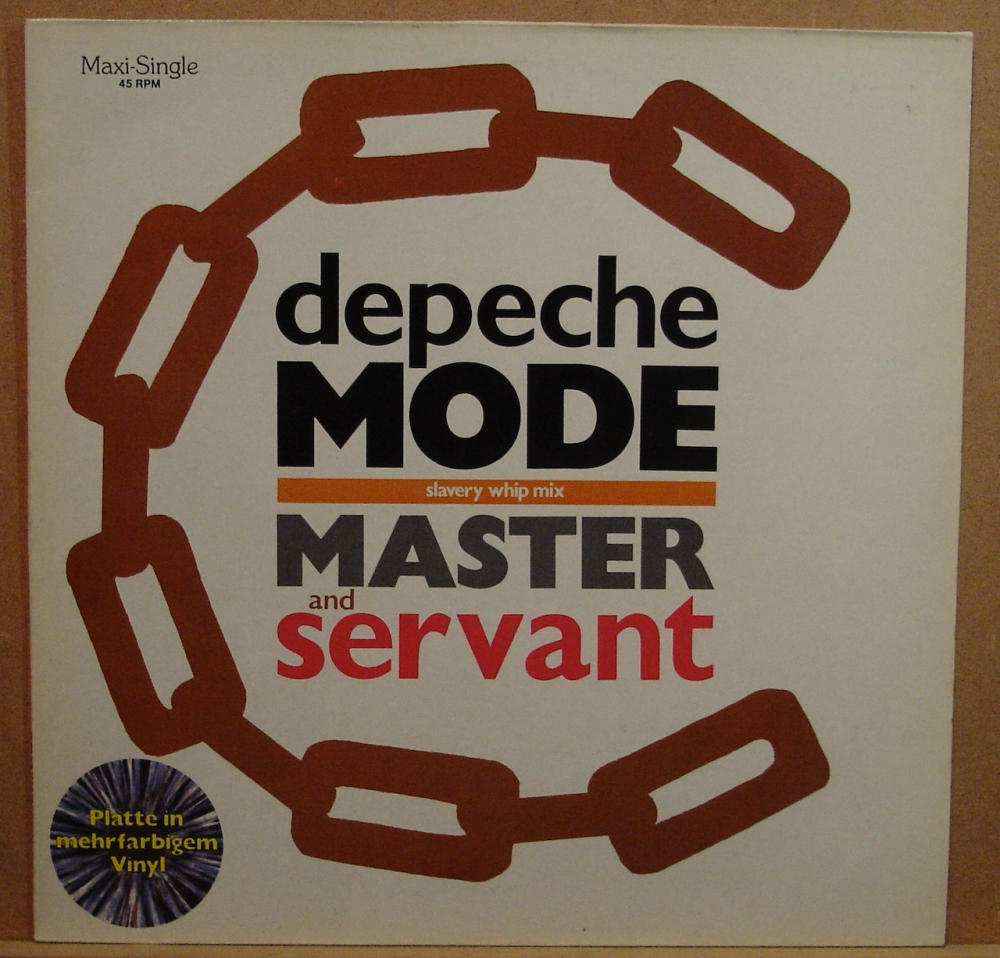 Maxi-Single
45 RPM
depeche
MODE
slavery whip mix
MASTER
and
servant
Platte in
mehrfarbigem
Vinyl